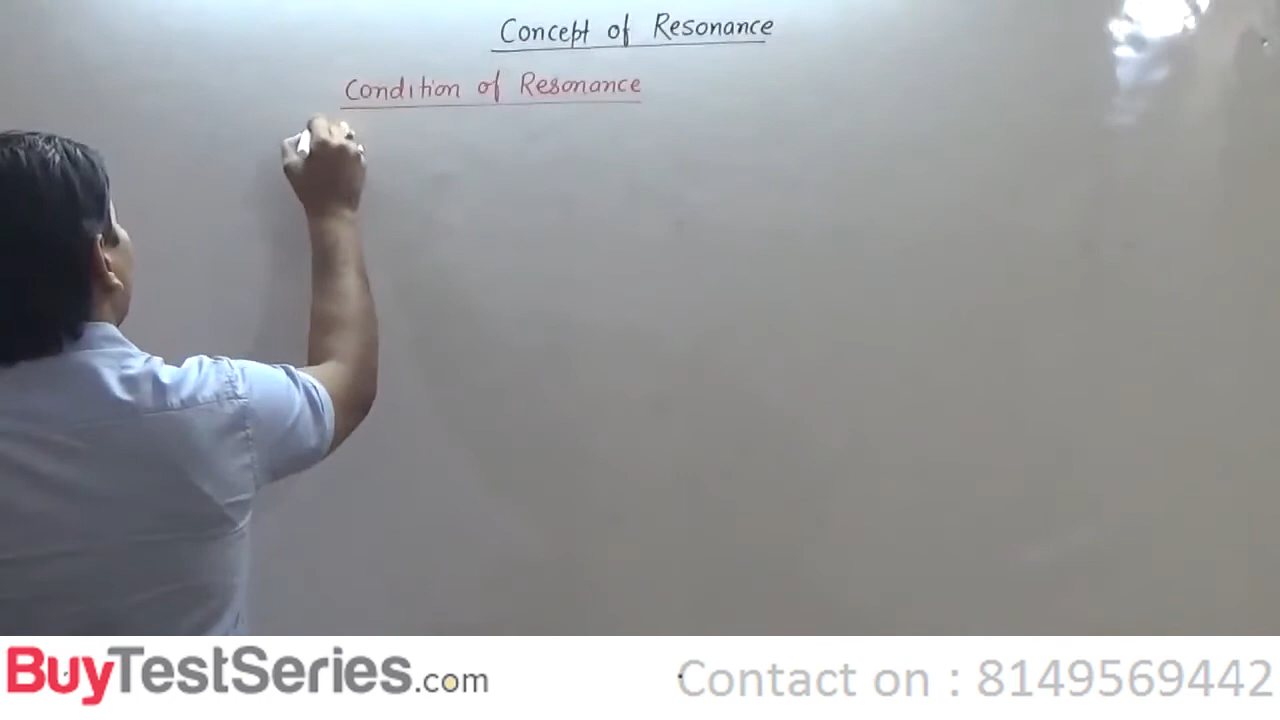 Concept of Resonance
Condition of Resonance
BuyTestSeries.com
Contact on : 8149569442